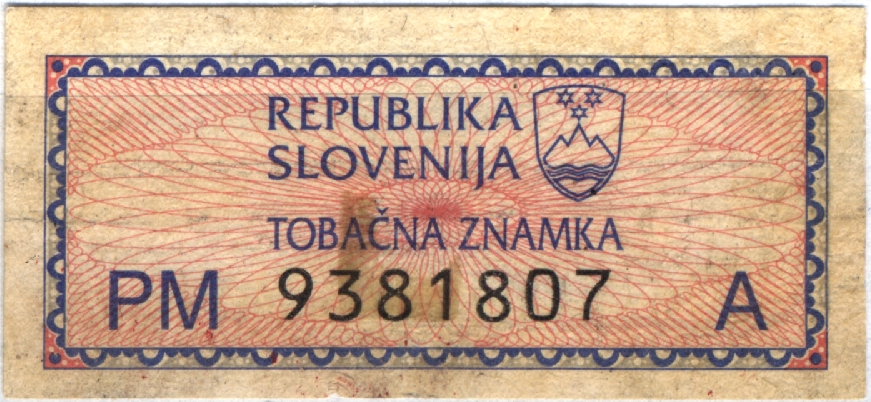 REPUBLIKA
SLOVENIJA
TOBAČNA ZNAMKA
PM 9381807 A